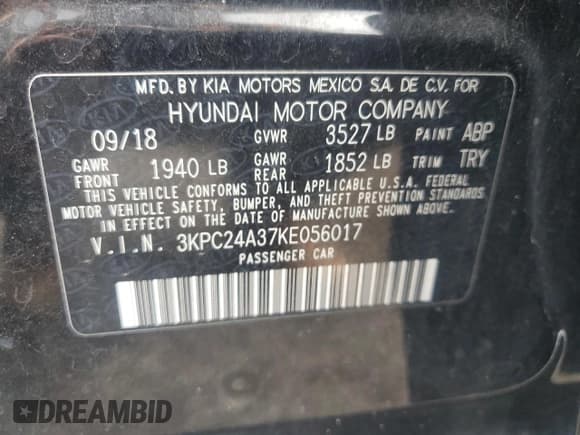 MFD. BY KIA MOTORS MEXICO S.A. DE C.V. FOR
HYUNDAI MOTOR COMPANY
09/18 GVWR 3527 LB PAINT ABP
GAWR FRONT 1940 LB GAWR REAR 1852 LB TRIM TRY
THIS VEHICLE CONFORMS TO ALL APPLICABLE U.S.A. FEDERAL
MOTOR VEHICLE SAFETY, BUMPER, AND THEFT PREVENTION STANDARDS
IN EFFECT ON THE DATE OF MANUFACTURE SHOWN ABOVE.
V.I.N. 3KPC24A37KE056017
PASSENGER CAR
DREAMBID